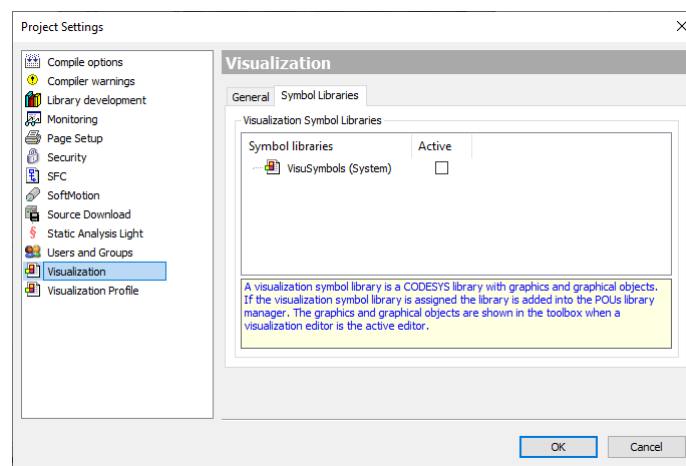 Project Settings
Compile options
Compiler warnings
Library development
Monitoring
Page Setup
Security
SFC
SoftMotion
Source Download
Static Analysis Light
Users and Groups
Visualization
Visualization Profile
Visualization
General Symbol Libraries
Visualization Symbol Libraries
Symbol libraries Active
VisuSymbols (System)
A visualization symbol library is a CODESYS library with graphics and graphical objects.
If the visualization symbol library is assigned the library is added into the POUs library
manager. The graphics and graphical objects are shown in the toolbox when a
visualization editor is the active editor.
OK Cancel